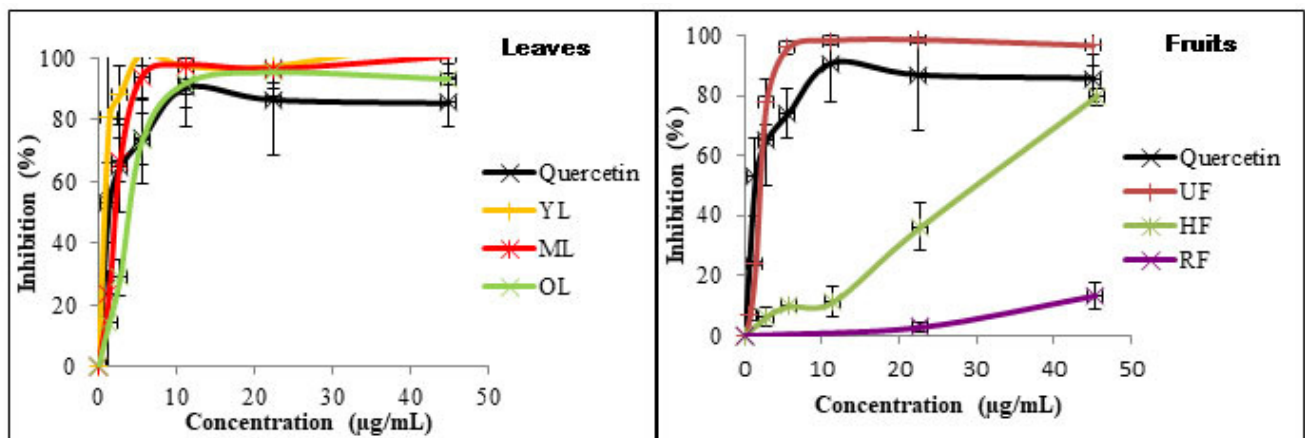 Leaves
Inhibition (%)
100
80
60
40
20
0
0 10 20 30 40 50
Concentration (µg/mL)
Quercetin
YL
ML
OL
Fruits
Inhibition (%)
100
80
60
40
20
0
0 10 20 30 40 50
Concentration (µg/mL)
Quercetin
UF
HF
RF